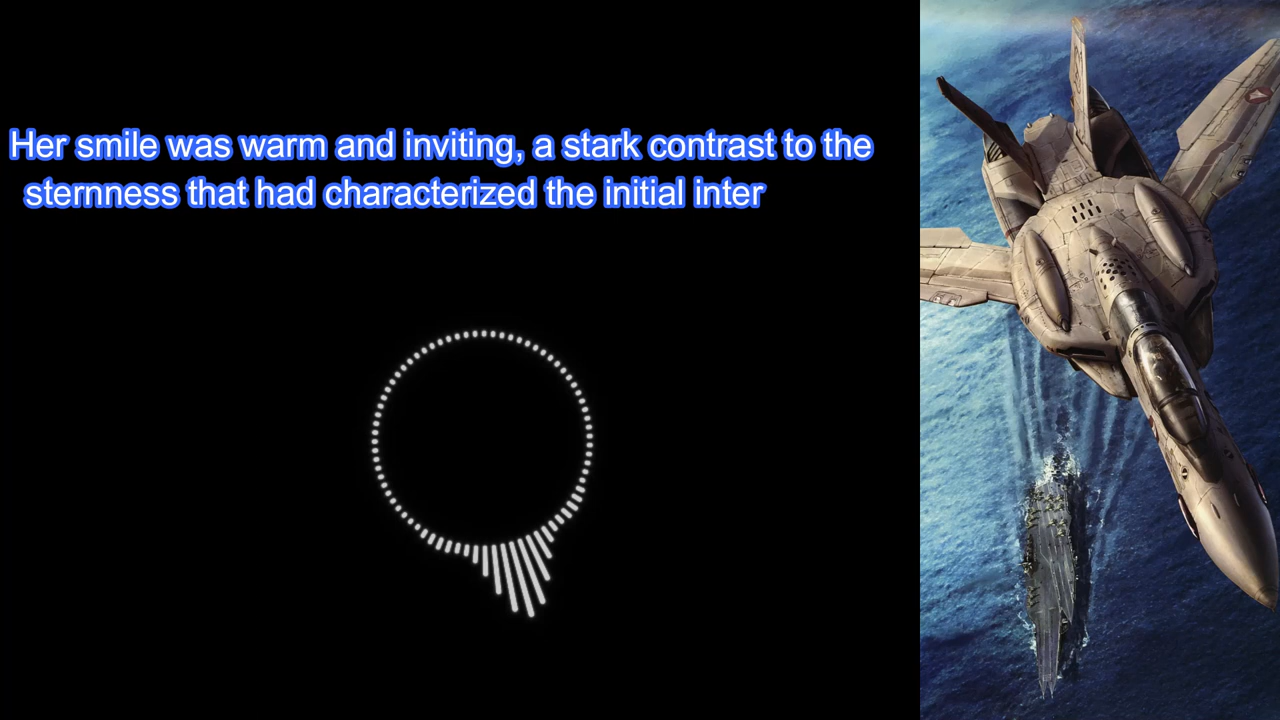 Her smile was warm and inviting, a stark contrast to the
sternness that had characterized the initial inter